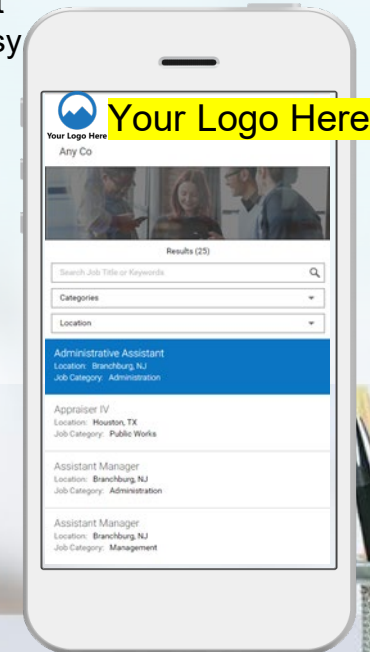 sy
Your Logo Here
Your Logo Here
Any Co
Results (25)
Search Job Title or Keywords
Categories
Location
Administrative Assistant
Location: Branchburg, NJ
Job Category: Administration
Appraiser IV
Location: Houston, TX
Job Category: Public Works
Assistant Manager
Location: Branchburg, NJ
Job Category: Administration
Assistant Manager
Location: Branchburg, NJ
Job Category: Management